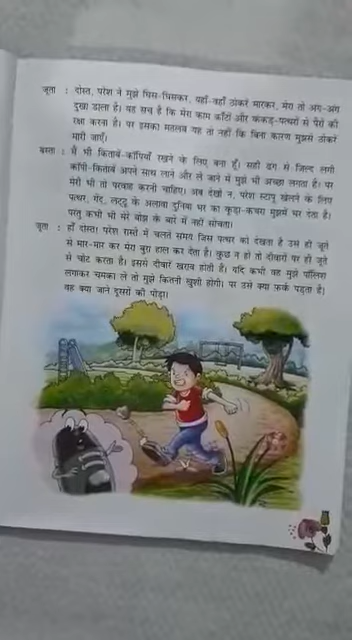 जूता : दोस्त, परेश ने मुझे घिस-घिसकर, यहाँ-वहाँ ठोकरें मारकर, मेरा तो अंग-अंग
दुखा डाला है। यह सच है कि मेरा काम काँटों और कंकड़-पत्थरों से पैरों की
रक्षा करना है। पर इसका मतलब यह तो नहीं कि बिना कारण मुझसे ठोकरें
मारी जाएँ।
बस्ता : मैं भी किताबें-कॉपियाँ रखने के लिए बना हूँ। सही ढंग से जिल्द लगी
कॉपी-किताबें अपने साथ लाने और ले जाने में मुझे भी अच्छा लगता है। पर
मेरी भी तो परवाह करनी चाहिए। अब देखो न, परेश स्टापू खेलने के लिए
पत्थर, गेंद, लट्टू के अलावा दुनिया भर का कूड़ा-कचरा मुझमें भर देता है।
परंतु कभी भी मेरे बोझ के बारे में नहीं सोचता।
जूता : हाँ दोस्त! परेश रास्ते में चलते समय जिस पत्थर को देखता है उसे ही जूते
से मार-मार कर मेरा बुरा हाल कर देता है। कुछ न हो तो दीवारों पर ही जूते
से चोट करता है। इससे दीवारें खराब होती हैं। यदि कभी वह मुझे पॉलिश
लगाकर चमका ले तो मुझे कितनी खुशी होगी। पर उसे क्या फर्क पड़ता है।
वह क्या जाने दूसरों की पीड़ा।